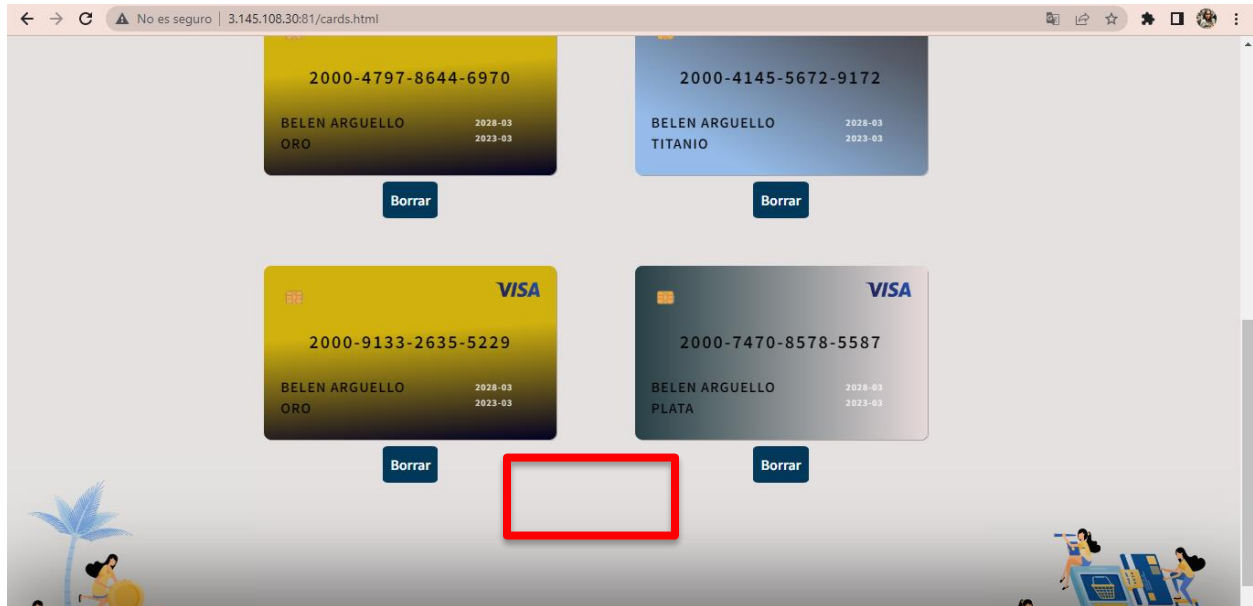 No es seguro | 3.145.108.30:81/cards.html
2000-4797-8644-6970
BELEN ARGUELLO 2028-03
ORO 2023-03
Borrar
2000-4145-5672-9172
BELEN ARGUELLO 2028-03
TITANIO 2023-03
Borrar
VISA
2000-9133-2635-5229
BELEN ARGUELLO 2028-03
ORO 2023-03
Borrar
VISA
2000-7470-8578-5587
BELEN ARGUELLO 2028-03
PLATA 2023-03
Borrar